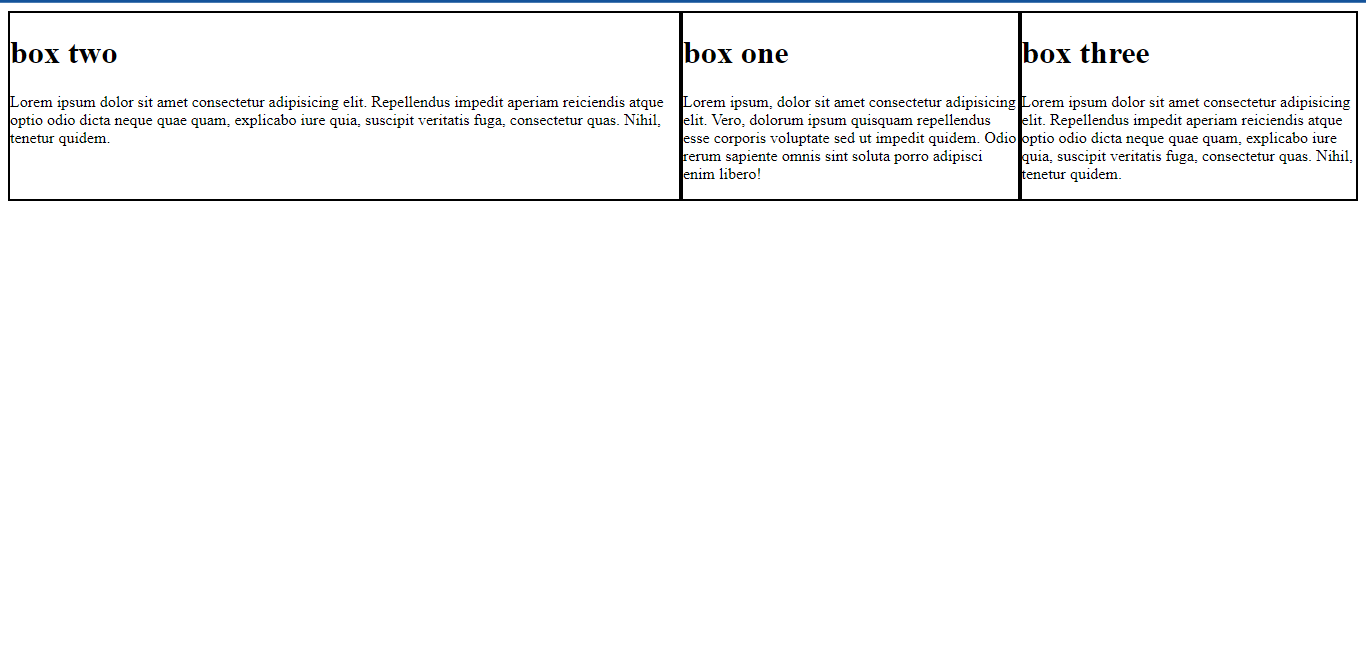 box two
Lorem ipsum dolor sit amet consectetur adipisicing elit. Repellendus impedit aperiam reiciendis atque
optio odio dicta neque quae quam, explicabo iure quia, suscipit veritatis fuga, consectetur quas. Nihil,
tenetur quidem.
box one
Lorem ipsum, dolor sit amet consectetur adipisicing
elit. Vero, dolorum ipsum quisquam repellendus
esse corporis voluptate sed ut impedit quidem. Odio
rerum sapiente omnis sint soluta porro adipisci
enim libero!
box three
Lorem ipsum dolor sit amet consectetur adipisicing
elit. Repellendus impedit aperiam reiciendis atque
optio odio dicta neque quae quam, explicabo iure
quia, suscipit veritatis fuga, consectetur quas. Nihil,
tenetur quidem.